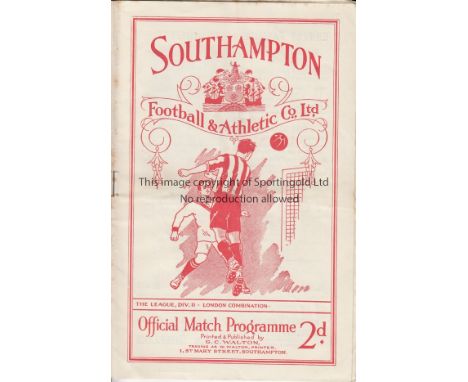 SOUTHAMPTON
Football & Athletic Co. Ltd
31
This image copyright of Sportingold Ltd
No reproduction allowed
THE LEAGUE, DIV. II - LONDON COMBINATION
Official Match Programme 2d.
Printed & Published by
G. C. WALTON,
TRADING AS W. WALTON, PRINTER,
1, ST MARY STREET, SOUTHAMPTON.